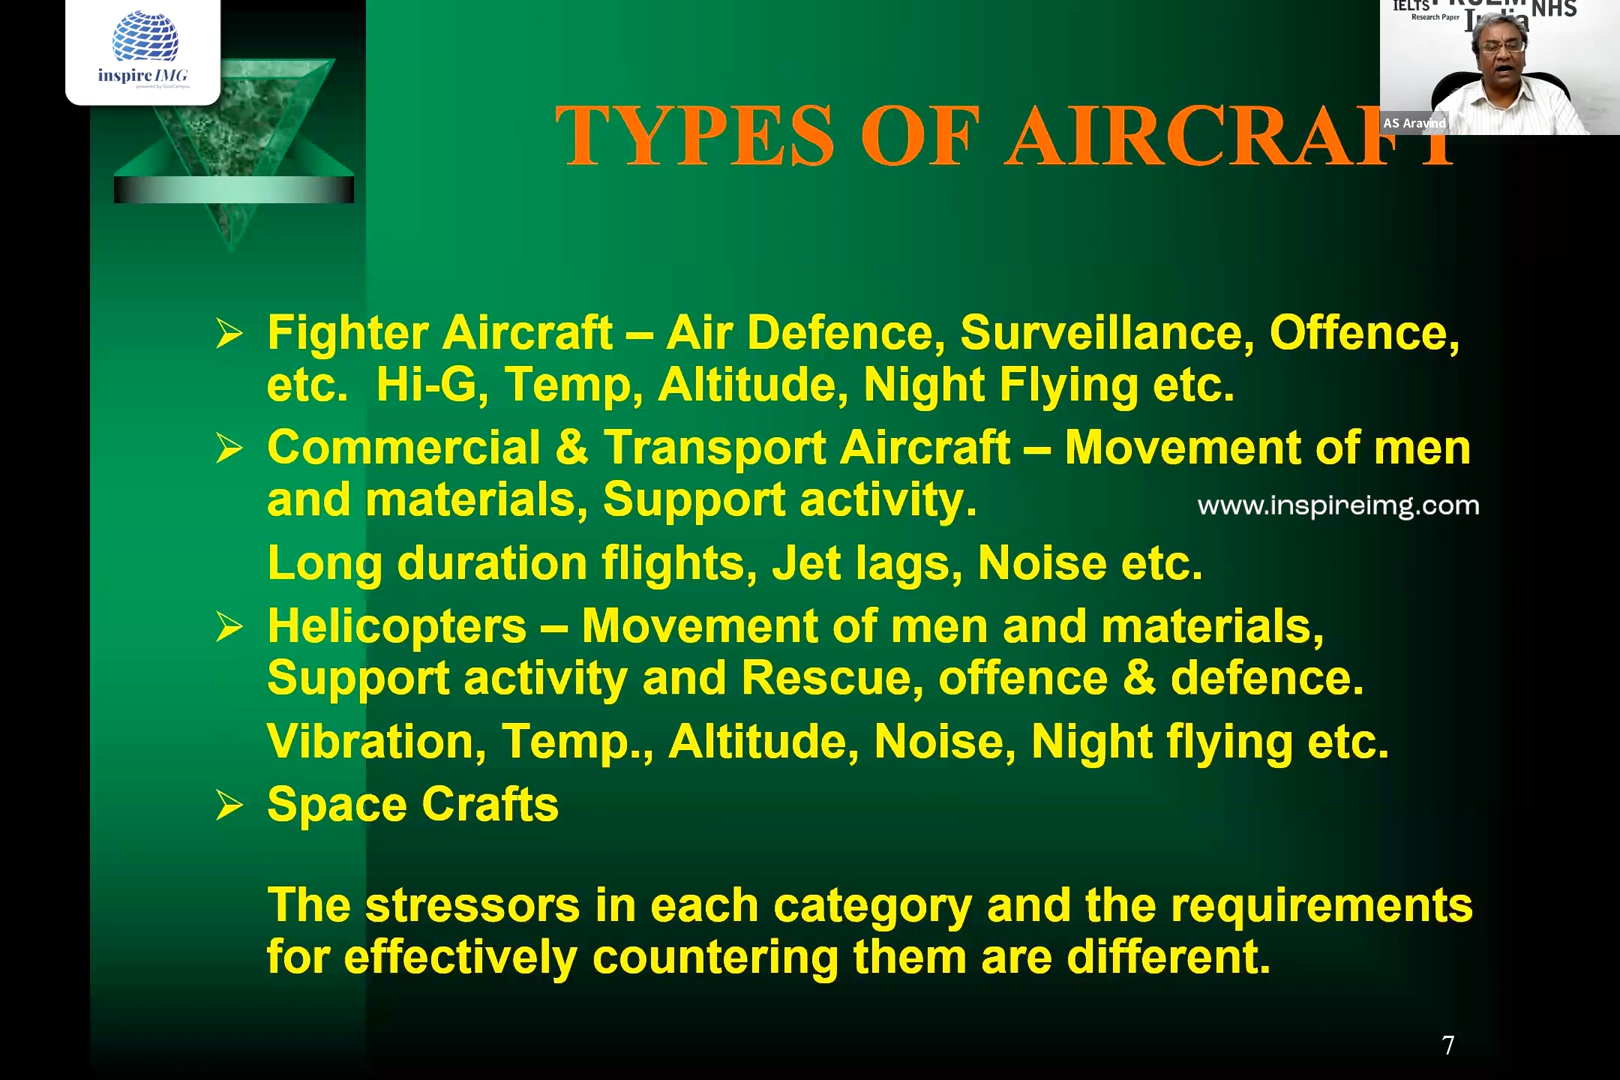 inspireIMG
powered by GooCampus
IELTS
NHS
Research Paper
India
AS Aravind
TYPES OF AIRCRAFT
➢ Fighter Aircraft – Air Defence, Surveillance, Offence,
etc.  Hi-G, Temp, Altitude, Night Flying etc.
➢ Commercial & Transport Aircraft – Movement of men
and materials, Support activity.
www.inspireimg.com
Long duration flights, Jet lags, Noise etc.
➢ Helicopters – Movement of men and materials,
Support activity and Rescue, offence & defence.
Vibration, Temp., Altitude, Noise, Night flying etc.
➢ Space Crafts
The stressors in each category and the requirements
for effectively countering them are different.
7